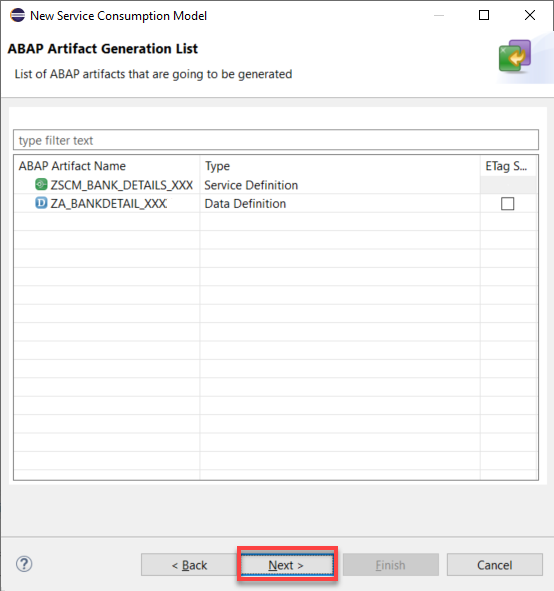 New Service Consumption Model
ABAP Artifact Generation List
List of ABAP artifacts that are going to be generated
type filter text
ABAP Artifact Name Type ETag S...
ZSCM_BANK_DETAILS_XXX Service Definition
D ZA_BANKDETAIL_XXX Data Definition
? < Back Next > Finish Cancel